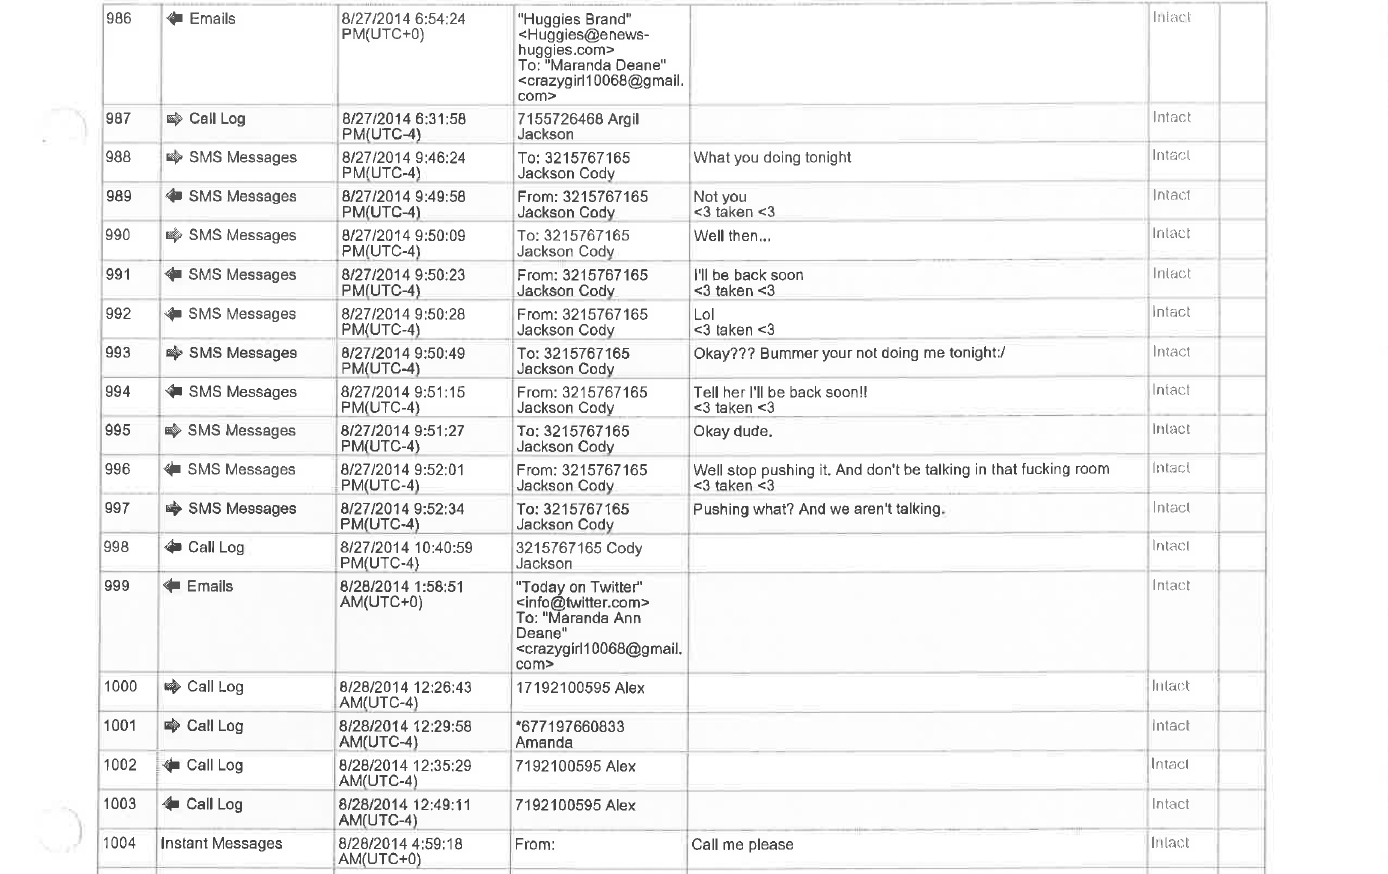 986 Emails 8/27/2014 6:54:24 "Huggies Brand" Intact
PM(UTC+0) <Huggies@enews-
huggies.com>
To: "Maranda Deane"
<crazygirl10068@gmail.
com>
987 Call Log 8/27/2014 6:31:58 7155726468 Argil Intact
PM(UTC-4) Jackson
988 SMS Messages 8/27/2014 9:46:24 To: 3215767165 What you doing tonight Intact
PM(UTC-4) Jackson Cody
989 SMS Messages 8/27/2014 9:49:58 From: 3215767165 Not you Intact
PM(UTC-4) Jackson Cody <3 taken <3
990 SMS Messages 8/27/2014 9:50:09 To: 3215767165 Well then... Intact
PM(UTC-4) Jackson Cody
991 SMS Messages 8/27/2014 9:50:23 From: 3215767165 I'll be back soon Intact
PM(UTC-4) Jackson Cody <3 taken <3
992 SMS Messages 8/27/2014 9:50:28 From: 3215767165 Lol Intact
PM(UTC-4) Jackson Cody <3 taken <3
993 SMS Messages 8/27/2014 9:50:49 To: 3215767165 Okay??? Bummer your not doing me tonight:/ Intact
PM(UTC-4) Jackson Cody
994 SMS Messages 8/27/2014 9:51:15 From: 3215767165 Tell her I'll be back soon!! Intact
PM(UTC-4) Jackson Cody <3 taken <3
995 SMS Messages 8/27/2014 9:51:27 To: 3215767165 Okay dude. Intact
PM(UTC-4) Jackson Cody
996 SMS Messages 8/27/2014 9:52:01 From: 3215767165 Well stop pushing it. And don't be talking in that fucking room Intact
PM(UTC-4) Jackson Cody <3 taken <3
997 SMS Messages 8/27/2014 9:52:34 To: 3215767165 Pushing what? And we aren't talking. Intact
PM(UTC-4) Jackson Cody
998 Call Log 8/27/2014 10:40:59 3215767165 Cody Intact
PM(UTC-4) Jackson
999 Emails 8/28/2014 1:58:51 "Today on Twitter" Intact
AM(UTC+0) <info@twitter.com>
To: "Maranda Ann
Deane"
<crazygirl10068@gmail.
com>
1000 Call Log 8/28/2014 12:26:43 17192100595 Alex Intact
AM(UTC-4)
1001 Call Log 8/28/2014 12:29:58 *677197660833 Intact
AM(UTC-4) Amanda
1002 Call Log 8/28/2014 12:35:29 7192100595 Alex Intact
AM(UTC-4)
1003 Call Log 8/28/2014 12:49:11 7192100595 Alex Intact
AM(UTC-4)
1004 Instant Messages 8/28/2014 4:59:18 From: Call me please Intact
AM(UTC+0)